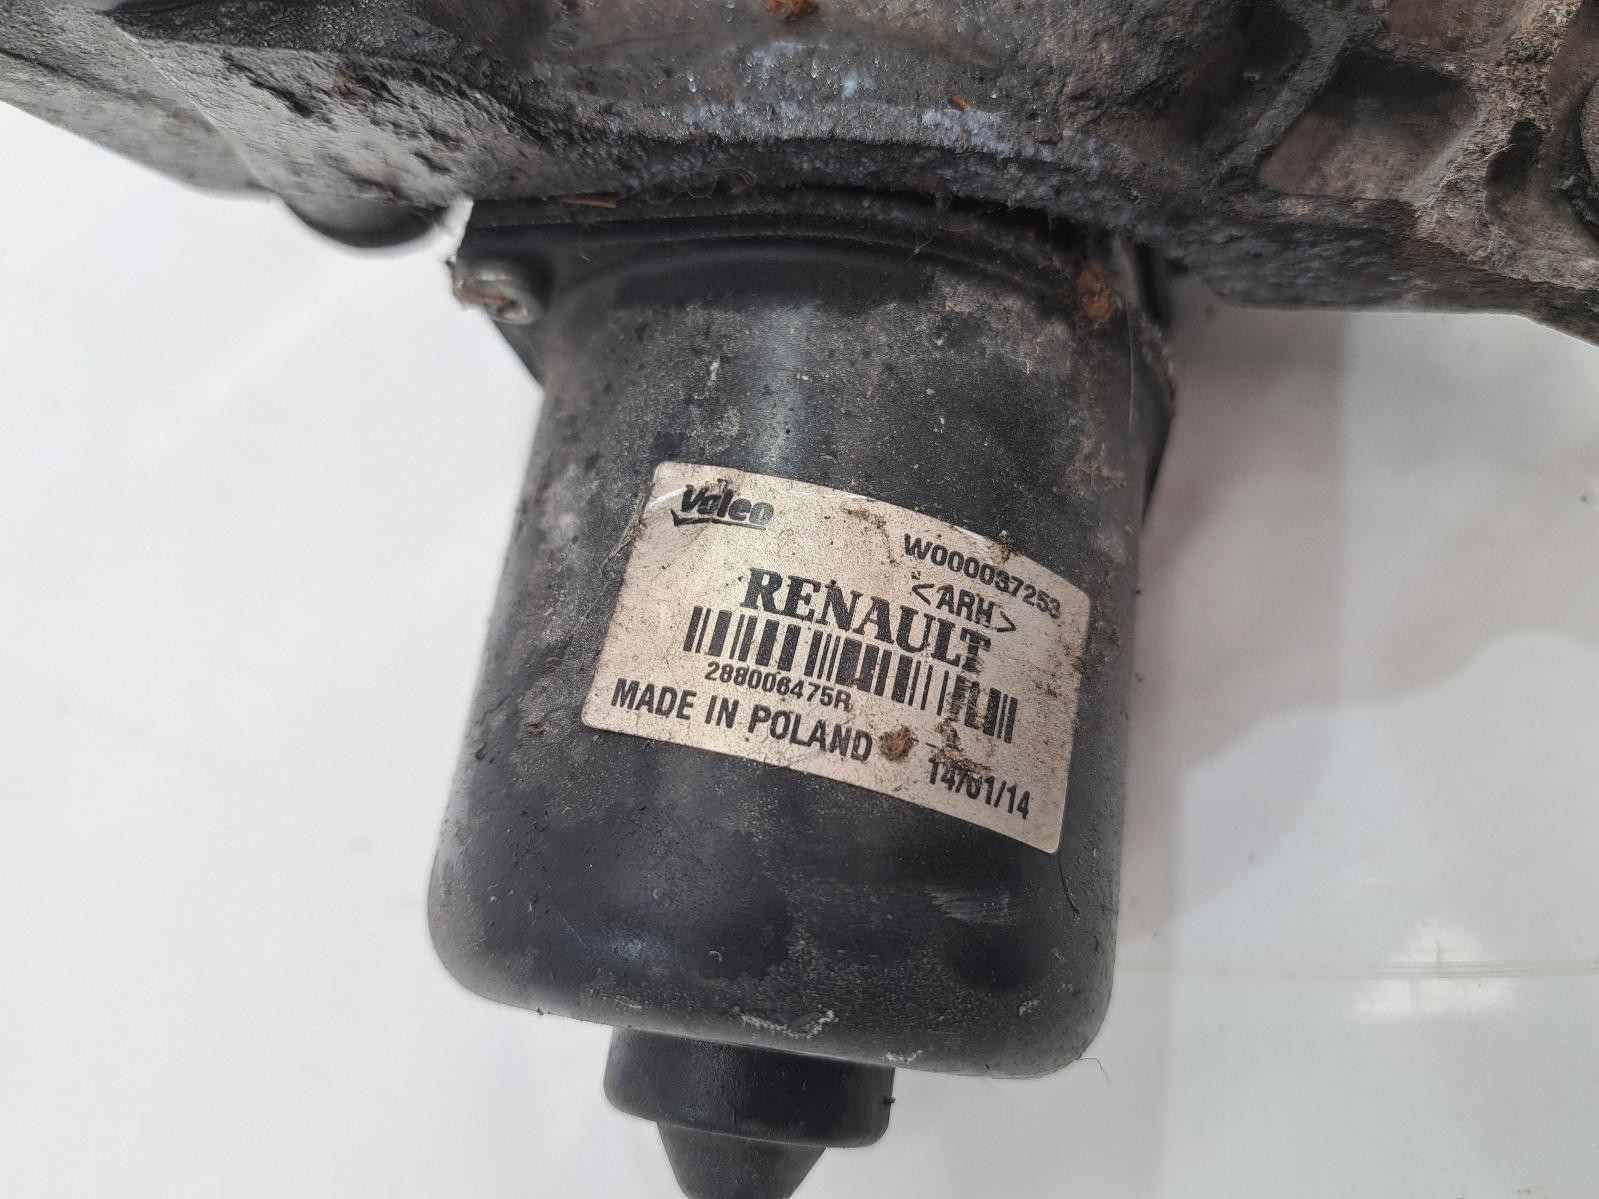 Valeo
W000037253
<ARH>
RENAULT
288006475R
MADE IN POLAND
14/01/14